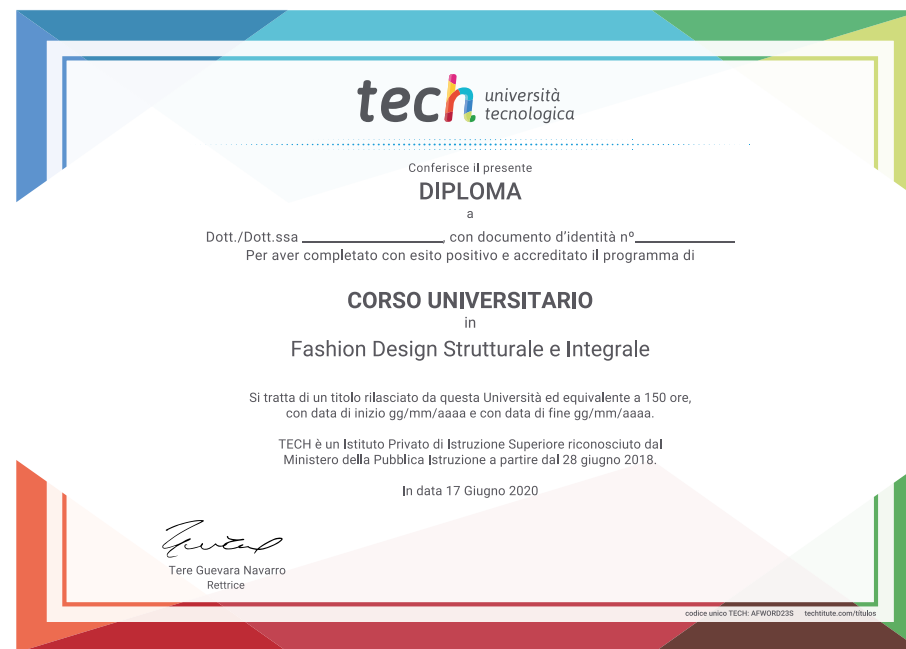 tech università
tecnologica
Conferisce il presente
DIPLOMA
a
Dott./Dott.ssa ____________________, con documento d'identità nº______________
Per aver completato con esito positivo e accreditato il programma di
CORSO UNIVERSITARIO
in
Fashion Design Strutturale e Integrale
Si tratta di un titolo rilasciato da questa Università ed equivalente a 150 ore,
con data di inizio gg/mm/aaaa e con data di fine gg/mm/aaaa.
TECH è un Istituto Privato di Istruzione Superiore riconosciuto dal
Ministero della Pubblica Istruzione a partire dal 28 giugno 2018.
In data 17 Giugno 2020
Tere Guevara Navarro
Rettrice
codice unico TECH: AFWORD23S techtitute.com/titulos